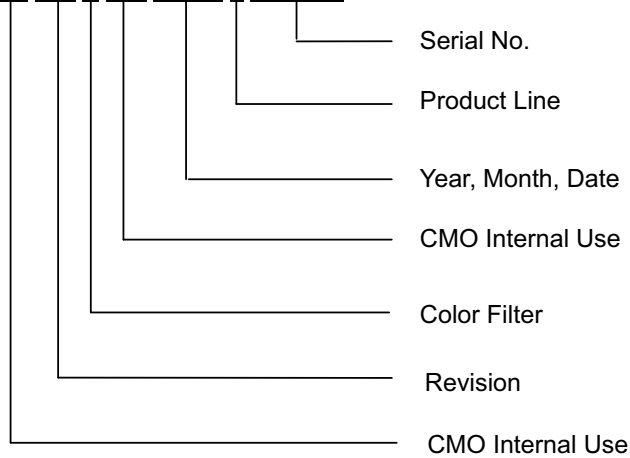 Serial No.
Product Line
Year, Month, Date
CMO Internal Use
Color Filter
Revision
CMO Internal Use